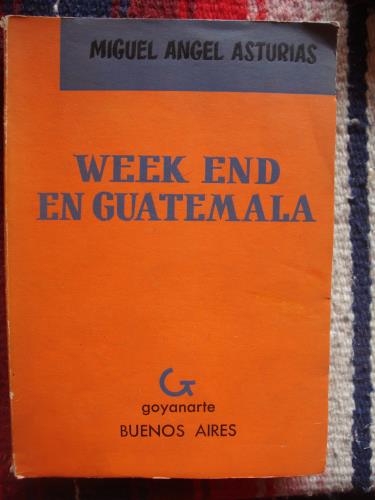 MIGUEL ANGEL ASTURIAS
WEEK END
EN GUATEMALA
goyanarte
BUENOS AIRES